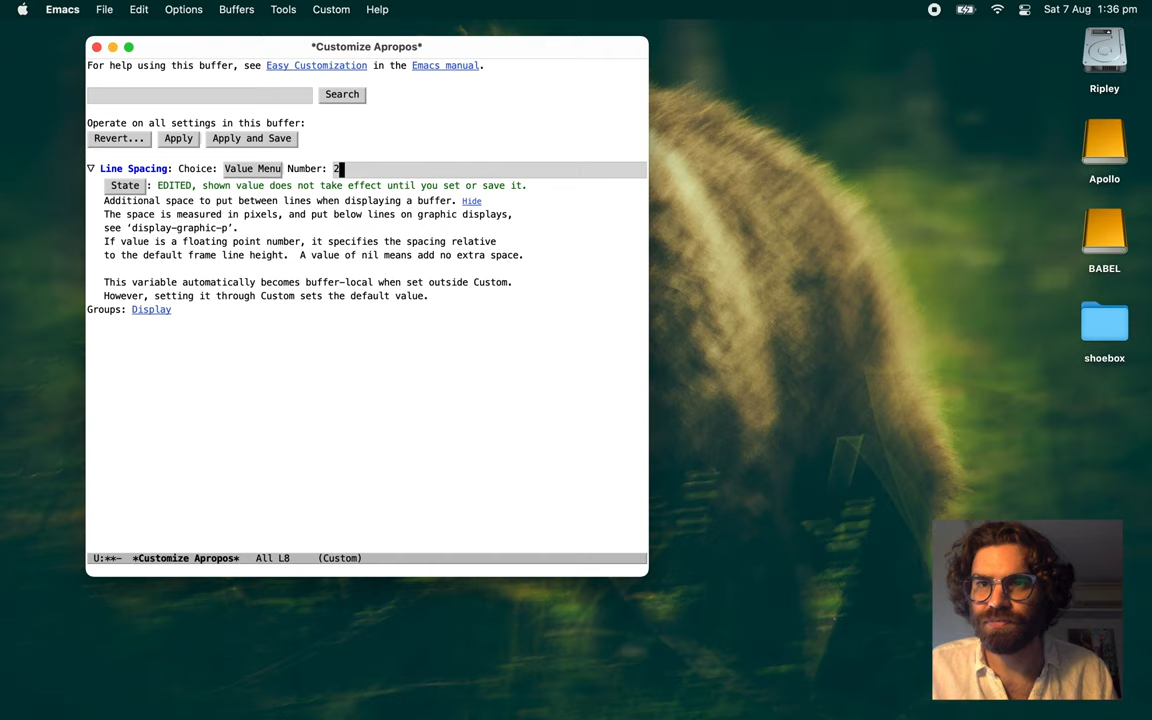 Emacs File Edit Options Buffers Tools Custom Help Sat 7 Aug 1:36 pm
*Customize Apropos*
For help using this buffer, see Easy Customization in the Emacs manual.
Search
Operate on all settings in this buffer:
Revert... Apply Apply and Save
Line Spacing: Choice: Value Menu Number: 2
State : EDITED, shown value does not take effect until you set or save it.
Additional space to put between lines when displaying a buffer. Hide
The space is measured in pixels, and put below lines on graphic displays,
see ‘display-graphic-p’.
If value is a floating point number, it specifies the spacing relative
to the default frame line height.  A value of nil means add no extra space.
This variable automatically becomes buffer-local when set outside Custom.
However, setting it through Custom sets the default value.
Groups: Display
U:**-  *Customize Apropos*   All L8    (Custom)
Ripley
Apollo
BABEL
shoebox